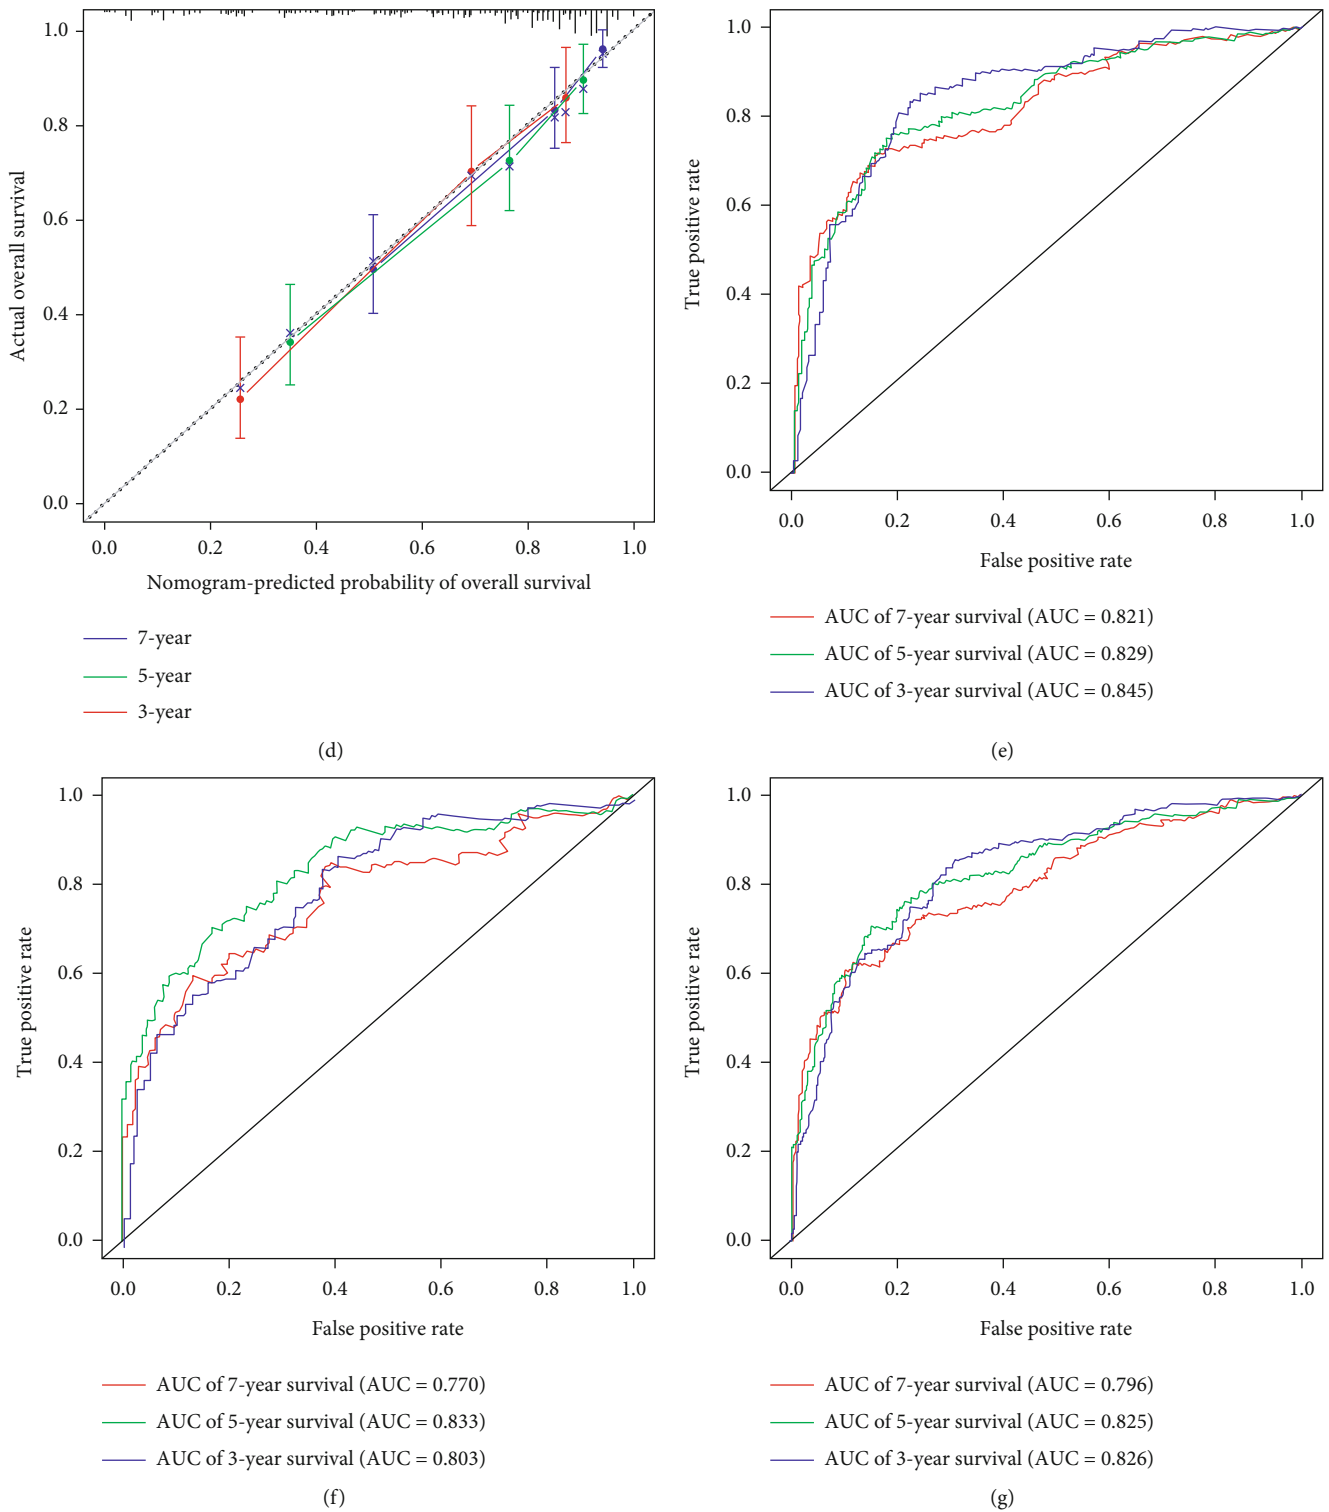 1.0
0.8
0.6
0.4
0.2
0.0
Actual overall survival
0.0 0.2 0.4 0.6 0.8 1.0
Nomogram-predicted probability of overall survival
7-year
5-year
3-year
(d)
1.0
0.8
0.6
0.4
0.2
0.0
True positive rate
0.0 0.2 0.4 0.6 0.8 1.0
False positive rate
AUC of 7-year survival (AUC = 0.821)
AUC of 5-year survival (AUC = 0.829)
AUC of 3-year survival (AUC = 0.845)
(e)
1.0
0.8
0.6
0.4
0.2
0.0
True positive rate
0.0 0.2 0.4 0.6 0.8 1.0
False positive rate
AUC of 7-year survival (AUC = 0.770)
AUC of 5-year survival (AUC = 0.833)
AUC of 3-year survival (AUC = 0.803)
(f)
1.0
0.8
0.6
0.4
0.2
0.0
True positive rate
0.0 0.2 0.4 0.6 0.8 1.0
False positive rate
AUC of 7-year survival (AUC = 0.796)
AUC of 5-year survival (AUC = 0.825)
AUC of 3-year survival (AUC = 0.826)
(g)